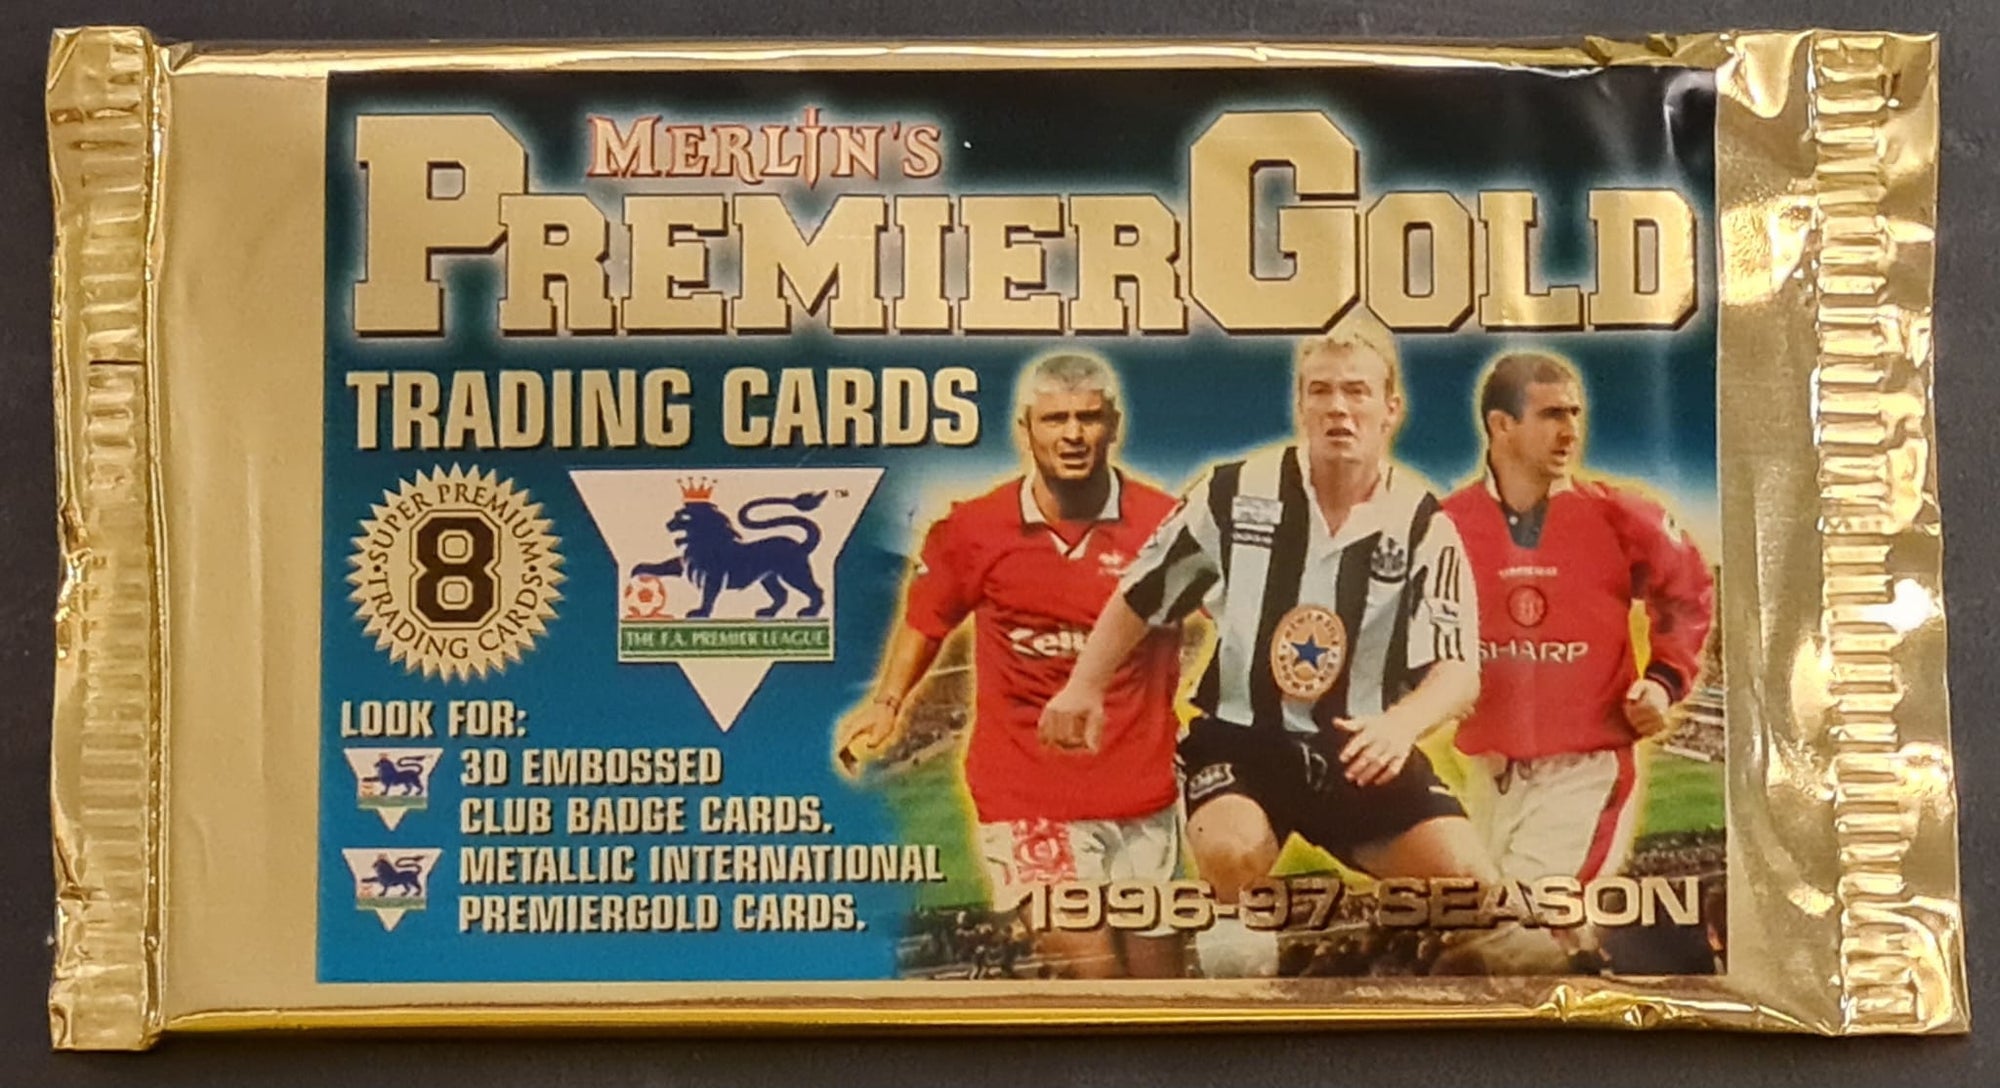 MERLIN'S
PREMIERGOLD
TRADING CARDS
•SUPER PREMIUM•
8
TRADING CARDS
™
THE F.A. PREMIER LEAGUE
LOOK FOR:
3D EMBOSSED
CLUB BADGE CARDS.
METALLIC INTERNATIONAL
PREMIERGOLD CARDS.
SHARP
1996-97 SEASON